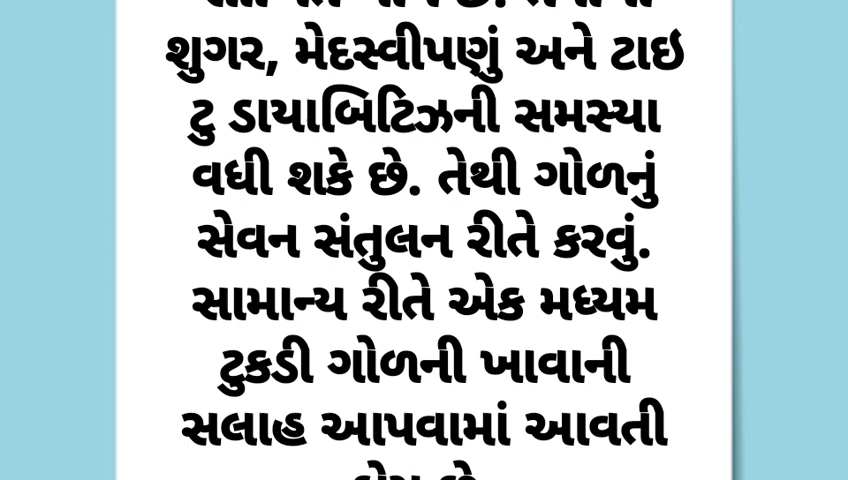 શુગર, મેદસ્વીપણું અને ટાઇ
ટુ ડાયાબિટિઝની સમસ્યા
વધી શકે છે. તેથી ગોળનું
સેવન સંતુલન રીતે કરવું.
સામાન્ય રીતે એક મધ્યમ
ટુકડી ગોળની ખાવાની
સલાહ આપવામાં આવતી